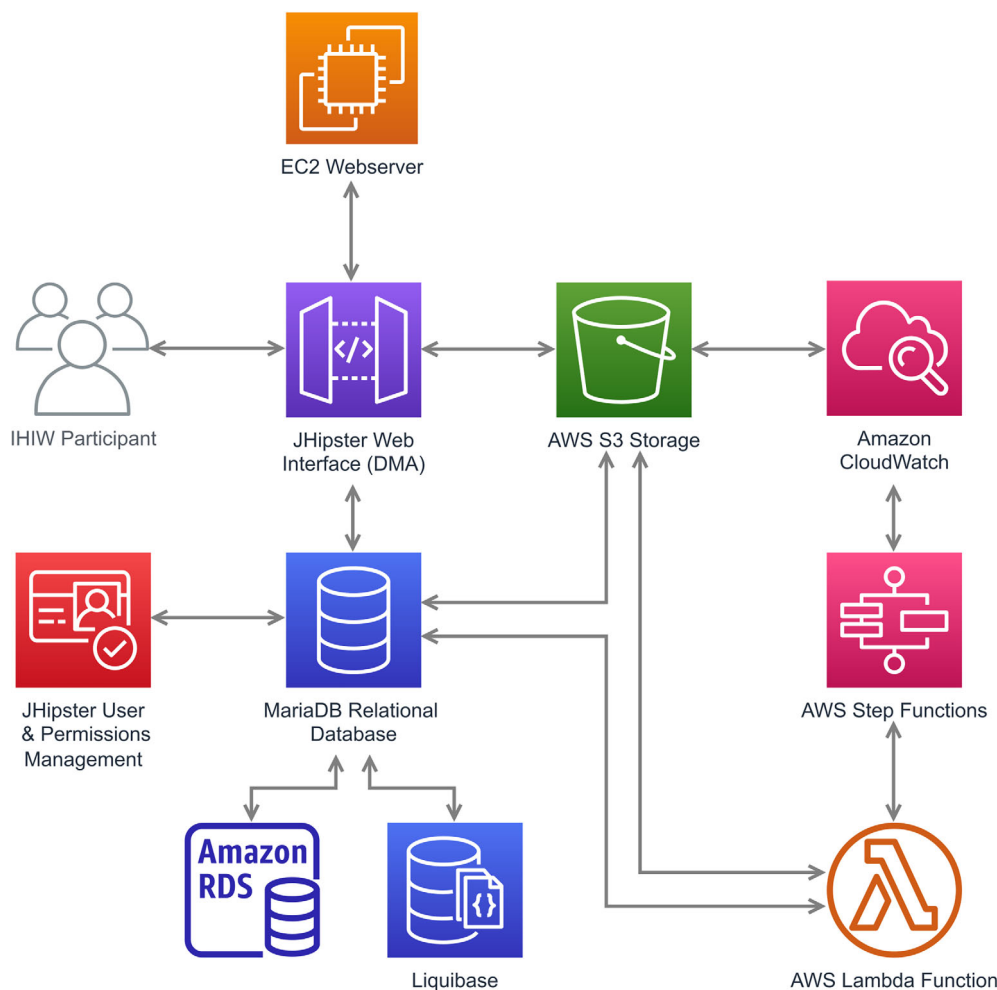 EC2 Webserver
</>
IHIW Participant
JHipster Web
Interface (DMA)
AWS S3 Storage
Amazon
CloudWatch
JHipster User
& Permissions
Management
MariaDB Relational
Database
AWS Step Functions
Amazon
RDS
{}
Liquibase
AWS Lambda Function